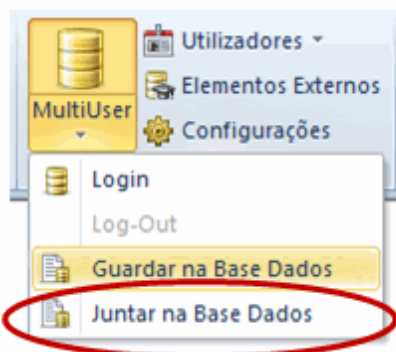 MultiUser
Utilizadores
Elementos Externos
Configurações
Login
Log-Out
Guardar na Base Dados
Juntar na Base Dados